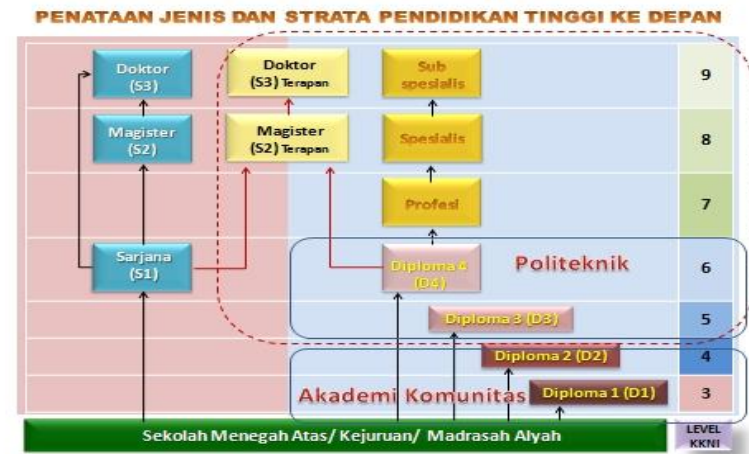 PENATAAN JENIS DAN STRATA PENDIDIKAN TINGGI KE DEPAN
Doktor
(S3)
Doktor
(S3) Terapan
Sub
spesialis
9
Magister
(S2)
Magister
(S2) Terapan
Spesialis
8
Profesi
7
Sarjana
(S1)
Diploma 4
(D4)
Politeknik
6
Diploma 3 (D3)
5
Diploma 2 (D2)
4
Akademi Komunitas
Diploma 1 (D1)
3
Sekolah Menegah Atas/ Kejuruan/ Madrasah Alyah
LEVEL
KKNI